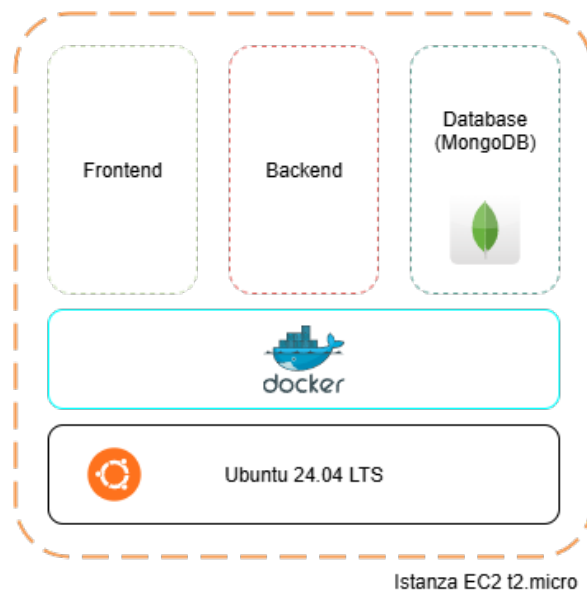 Frontend
Backend
Database
(MongoDB)
docker
Ubuntu 24.04 LTS
Istanza EC2 t2.micro